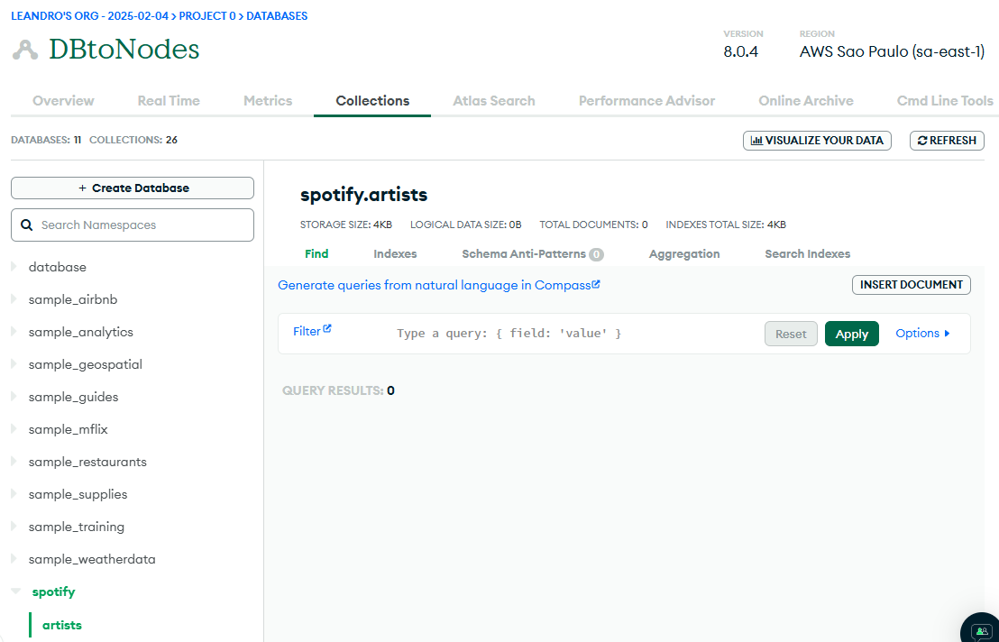 LEANDRO'S ORG - 2025-02-04 > PROJECT 0 > DATABASES
DBtoNodes
VERSION
8.0.4
REGION
AWS Sao Paulo (sa-east-1)
Overview Real Time Metrics Collections Atlas Search Performance Advisor Online Archive Cmd Line Tools
DATABASES: 11 COLLECTIONS: 26
VISUALIZE YOUR DATA
REFRESH
+ Create Database
Search Namespaces
database
sample_airbnb
sample_analytics
sample_geospatial
sample_guides
sample_mflix
sample_restaurants
sample_supplies
sample_training
sample_weatherdata
spotify
artists
spotify.artists
STORAGE SIZE: 4KB LOGICAL DATA SIZE: 0B TOTAL DOCUMENTS: 0 INDEXES TOTAL SIZE: 4KB
Find Indexes Schema Anti-Patterns 0 Aggregation Search Indexes
Generate queries from natural language in Compass
INSERT DOCUMENT
Filter Type a query: { field: 'value' } Reset Apply Options
QUERY RESULTS: 0